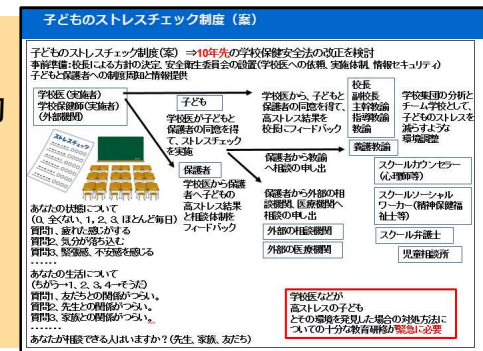 子どものストレスチェック制度（案）
子どものストレスチェック制度(案) ⇒10年先の学校保健安全法の改正を検討
事前準備:校長による方針の決定、安全衛生委員会の設置(学校医への依頼、実施体制、情報セキュリティ)
子どもと保護者への制度周知と情報提供
学校医(実施者)
学校保健師(実施者)
(外部機関)
ストレスチェック
子ども
学校医が子どもと
保護者の同意を得
て、ストレスチェック
を実施
保護者
学校医から保護
者へ子どもの
高ストレス結果
と相談体制を
フィードバック
学校医から、子どもと
保護者の同意を得て、
高ストレス結果を
校長にフィードバック
保護者から教諭
へ相談の申し出
保護者から外部の相
談機関、医療機関へ
相談の申し出
外部の相談機関
外部の医療機関
校長
副校長
主幹教諭
指導教諭
教諭
養護教諭
学校集団の分析と
チーム学校として、
子どものストレスを
減らすような
環境調整
スクールカウンセラー
(心理師等)
スクールソーシャル
ワーカー(精神保健福
祉士等)
スクール弁護士
児童相談所
あなたの状態について
(0、全くない、1、2、3、ほとんど毎日)
質問1、疲れた感じがする
質問2、気分が落ち込む
質問3、緊張感、不安感を感じる
……
あなたの生活について
(ちがう→1、2、3、4→そうだ)
質問1、友だちとの関係がつらい。
質問2、先生との関係がつらい。
質問3、家族との関係がつらい。
…….
あなたが相談できる人はいますか？(先生、家族、友だち)
学校医などが
高ストレスの子ども
とその環境を発見した場合の対処方法に
ついての十分な教育研修が緊急に必要